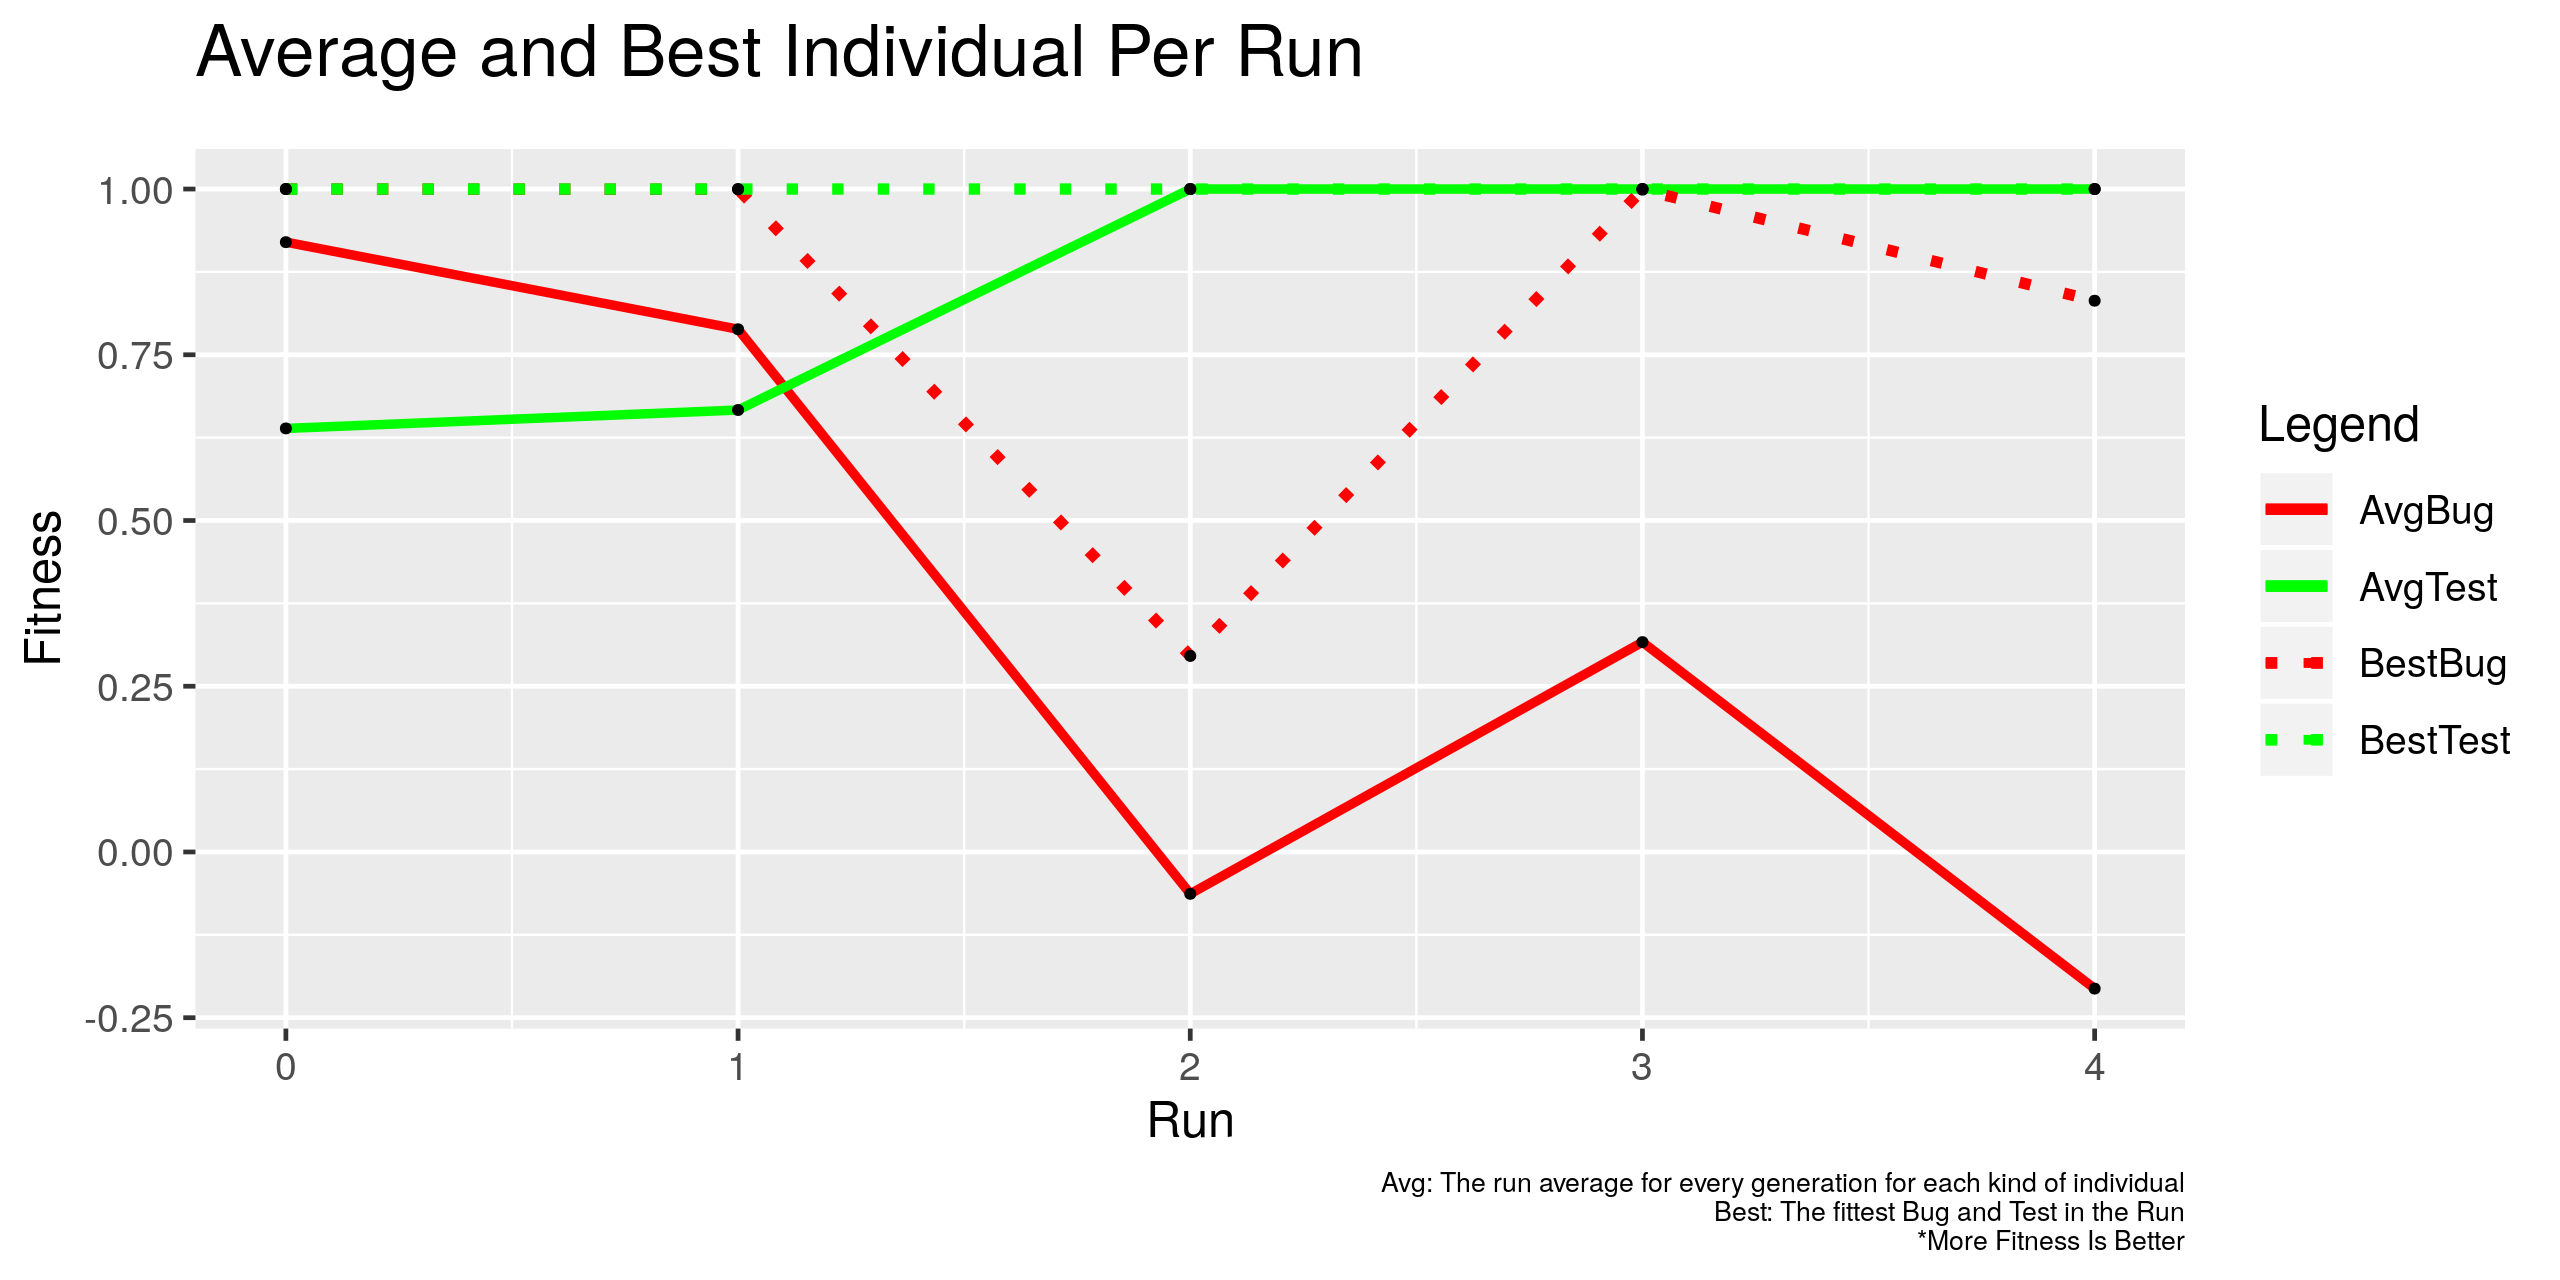 Average and Best Individual Per Run
1.00
0.75
0.50
0.25
0.00
-0.25
Fitness
0
1
2
3
4
Run
Legend
AvgBug
AvgTest
BestBug
BestTest
Avg: The run average for every generation for each kind of individual
Best: The fittest Bug and Test in the Run
*More Fitness Is Better